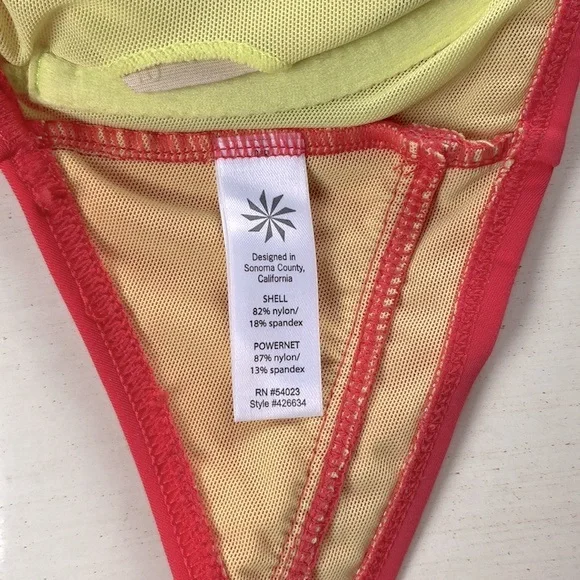 Designed in
Sonoma County,
California
SHELL
82% nylon/
18% spandex
POWERNET
87% nylon/
13% spandex
RN #54023
Style #426634